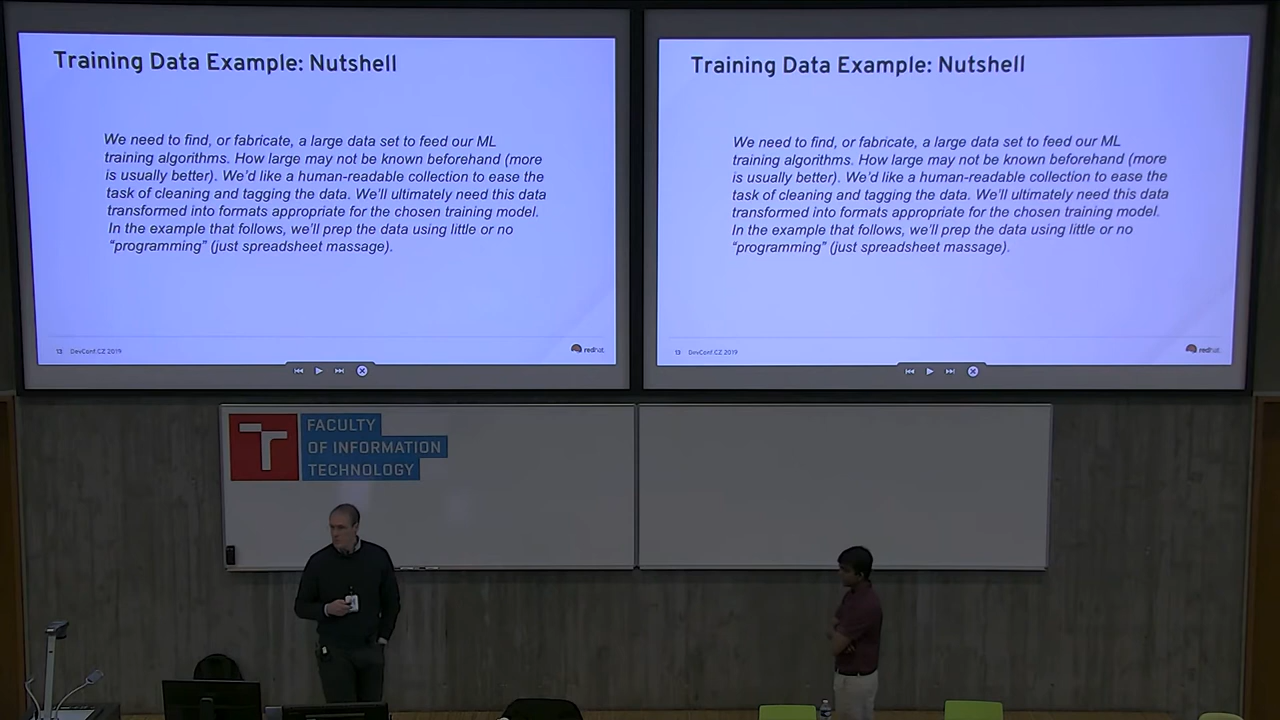 Training Data Example: Nutshell
We need to find, or fabricate, a large data set to feed our ML
training algorithms. How large may not be known beforehand (more
is usually better). We'd like a human-readable collection to ease the
task of cleaning and tagging the data. We'll ultimately need this data
transformed into formats appropriate for the chosen training model.
In the example that follows, we'll prep the data using little or no
“programming” (just spreadsheet massage).
13 DevConf.CZ 2019
redhat.
Training Data Example: Nutshell
We need to find, or fabricate, a large data set to feed our ML
training algorithms. How large may not be known beforehand (more
is usually better). We'd like a human-readable collection to ease the
task of cleaning and tagging the data. We'll ultimately need this data
transformed into formats appropriate for the chosen training model.
In the example that follows, we'll prep the data using little or no
“programming” (just spreadsheet massage).
13 DevConf.CZ 2019
redhat.
FACULTY
OF INFORMATION
TECHNOLOGY